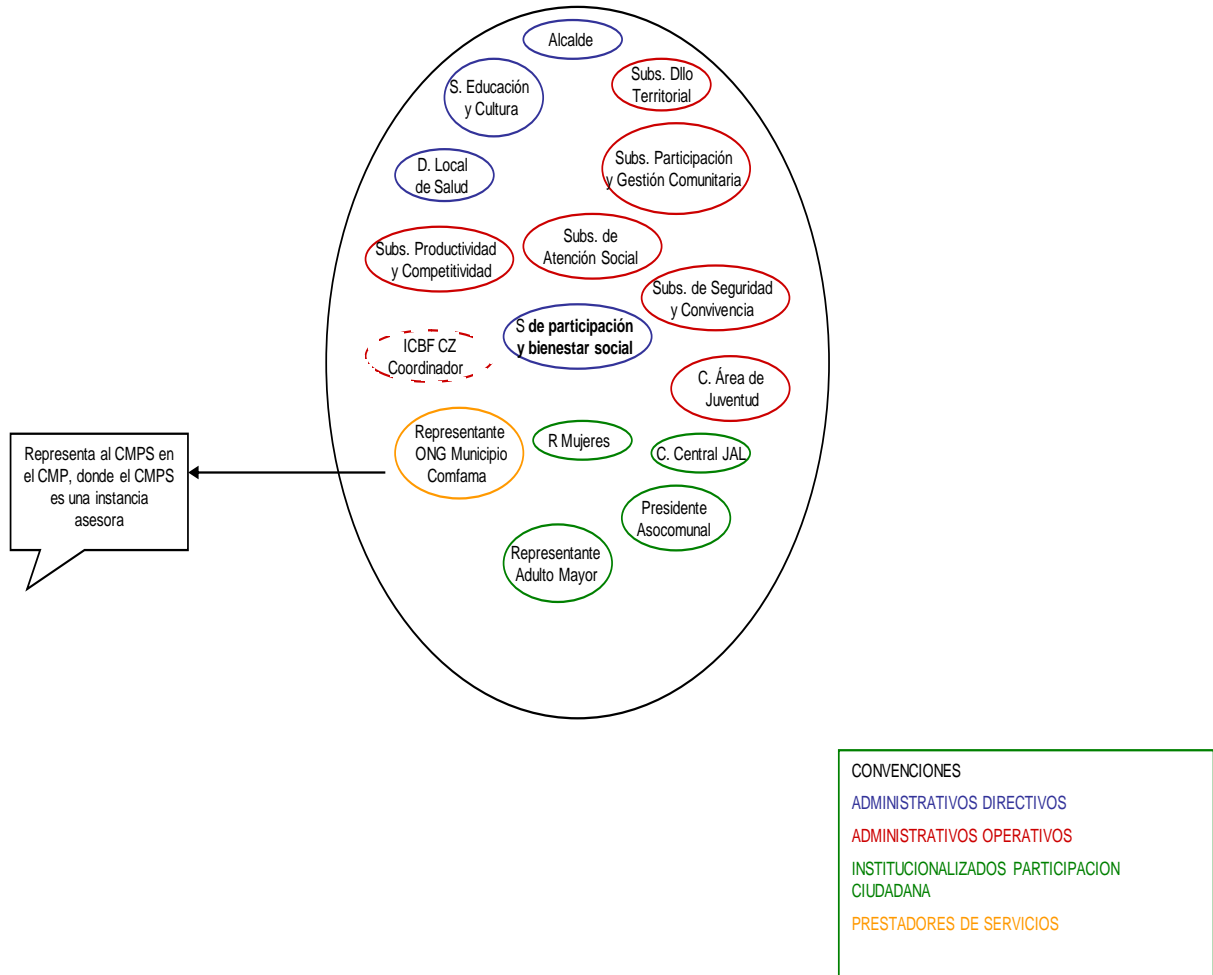 Alcalde
S. Educación
y Cultura
Subs. Dllo
Territorial
D. Local
de Salud
Subs. Participación
y Gestión Comunitaria
Subs. Productividad
y Competitividad
Subs. de
Atención Social
Subs. de Seguridad
y Convivencia
S de participación
y bienestar social
ICBF CZ
Coordinador
C. Área de
Juventud
Representante
ONG Municipio
Comfama
R Mujeres
C. Central JAL
Representa al CMPS en
el CMP, donde el CMPS
es una instancia
asesora
Presidente
Asocomunal
Representante
Adulto Mayor
CONVENCIONES
ADMINISTRATIVOS DIRECTIVOS
ADMINISTRATIVOS OPERATIVOS
INSTITUCIONALIZADOS PARTICIPACION
CIUDADANA
PRESTADORES DE SERVICIOS